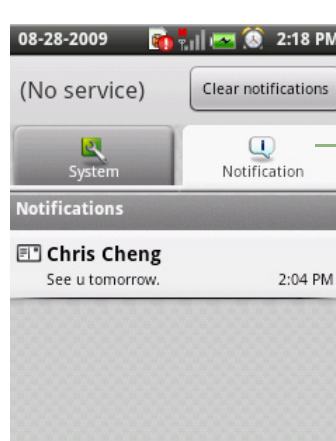 08-28-2009 2:18 PM
(No service) Clear notifications
System Notification
Notifications
Chris Cheng
See u tomorrow. 2:04 PM